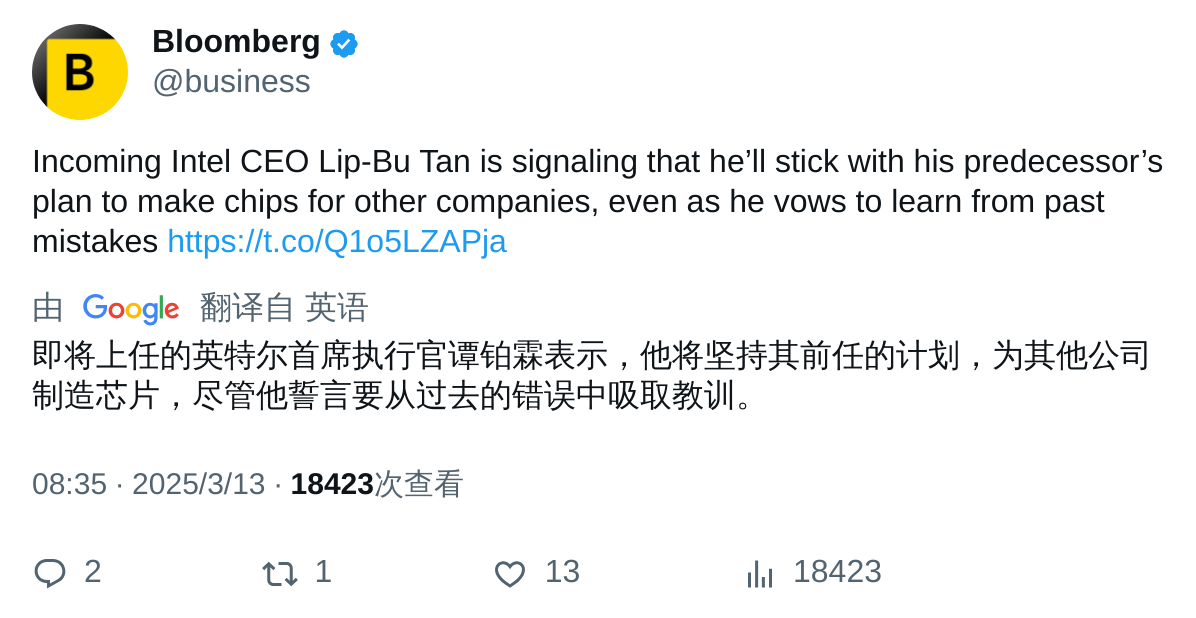 B
Bloomberg
@business
Incoming Intel CEO Lip-Bu Tan is signaling that he’ll stick with his predecessor’s
plan to make chips for other companies, even as he vows to learn from past
mistakes https://t.co/Q1o5LZAPja
由 Google 翻译自 英语
即将上任的英特尔首席执行官谭铂霖表示，他将坚持其前任的计划，为其他公司
制造芯片，尽管他誓言要从过去的错误中吸取教训。
08:35 · 2025/3/13 · 18423次查看
2 1 13 18423